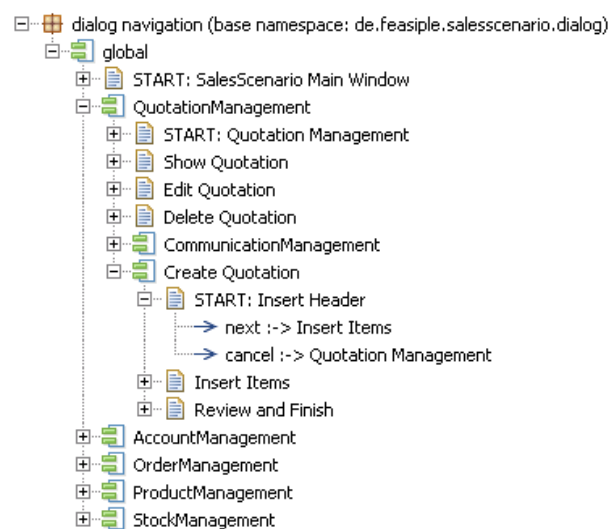 dialog navigation (base namespace: de.feasiple.salesscenario.dialog)
global
START: SalesScenario Main Window
QuotationManagement
START: Quotation Management
Show Quotation
Edit Quotation
Delete Quotation
CommunicationManagement
Create Quotation
START: Insert Header
next :-> Insert Items
cancel :-> Quotation Management
Insert Items
Review and Finish
AccountManagement
OrderManagement
ProductManagement
StockManagement